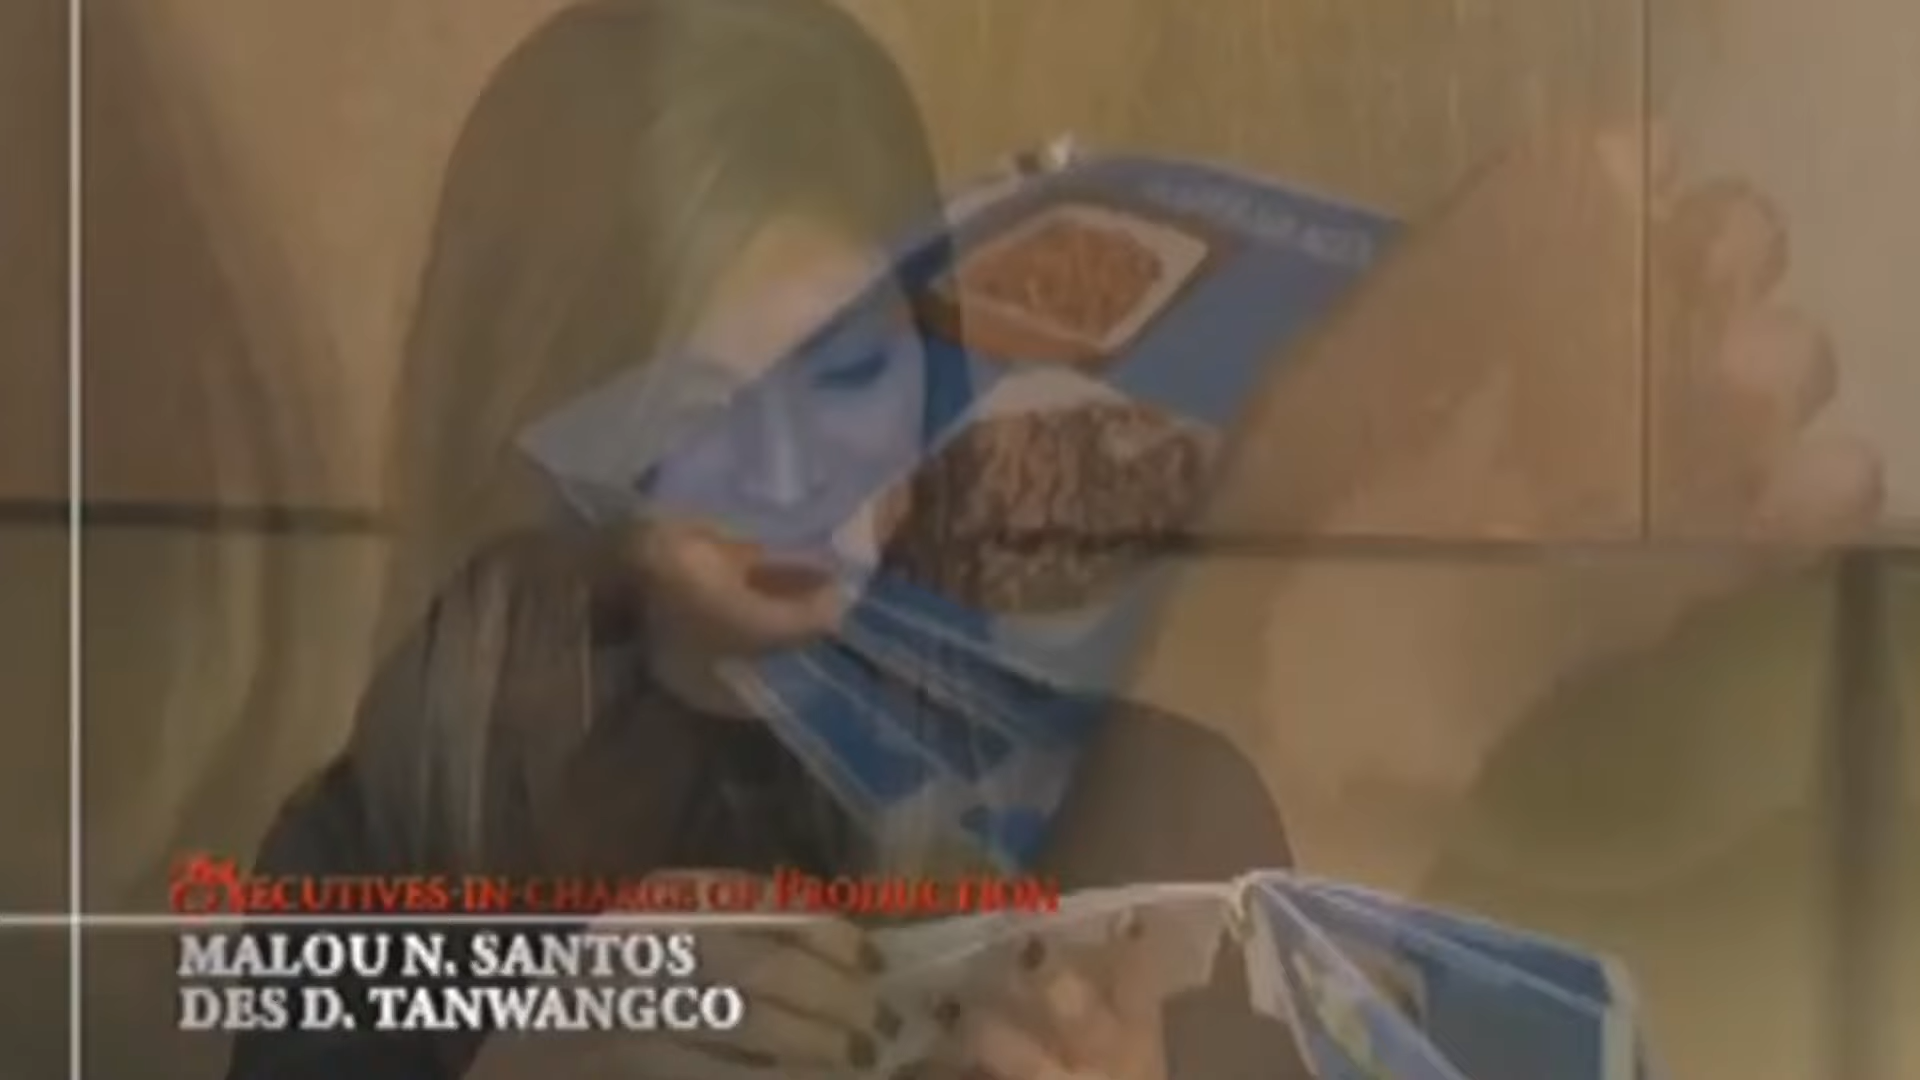 EXECUTIVES-IN-CHARGE OF PRODUCTION
MALOU N. SANTOS
DES D. TANWANGCO